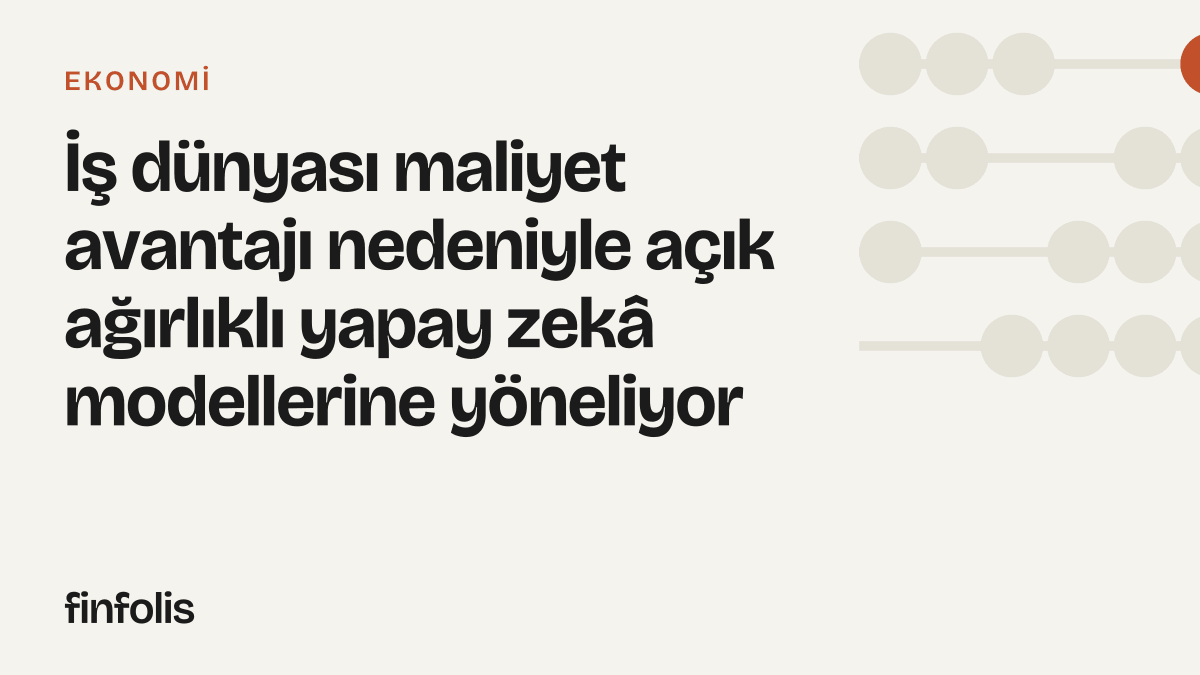 EKONOMİ
İş dünyası maliyet
avantajı nedeniyle açık
ağırlıklı yapay zekâ
modellerine yöneliyor
finfolis